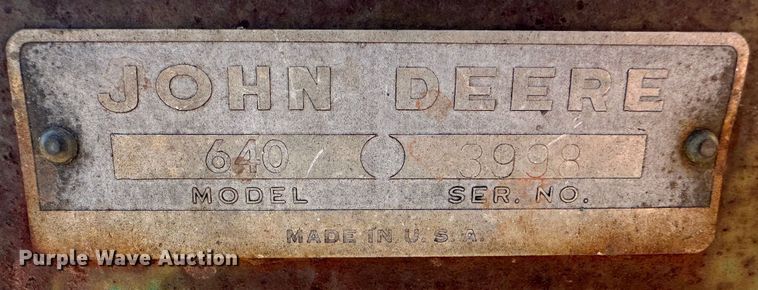 JOHN DEERE
640 3998
MODEL SER. NO.
MADE IN U. S. A.
Purple Wave Auction